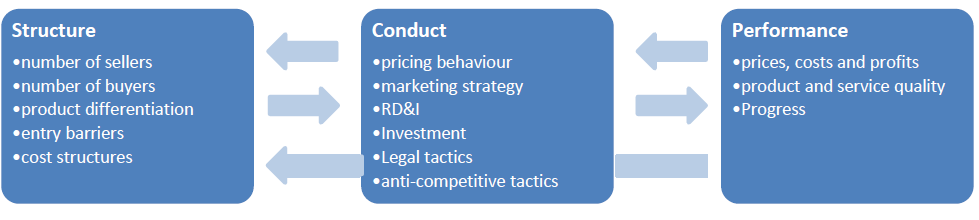 Structure
•number of sellers
•number of buyers
•product differentiation
•entry barriers
•cost structures
Conduct
•pricing behaviour
•marketing strategy
•RD&I
•Investment
•Legal tactics
•anti-competitive tactics
Performance
•prices, costs and profits
•product and service quality
•Progress